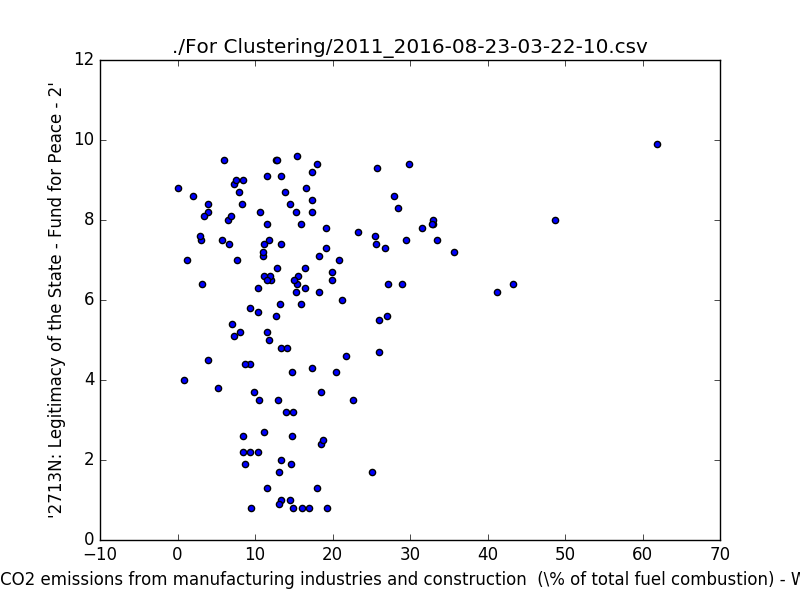 ./For Clustering/2011_2016-08-23-03-22-10.csv
'2713N: Legitimacy of the State - Fund for Peace - 2'
12
10
8
6
4
2
0
−10 0 10 20 30 40 50 60 70
CO2 emissions from manufacturing industries and construction (\% of total fuel combustion) -